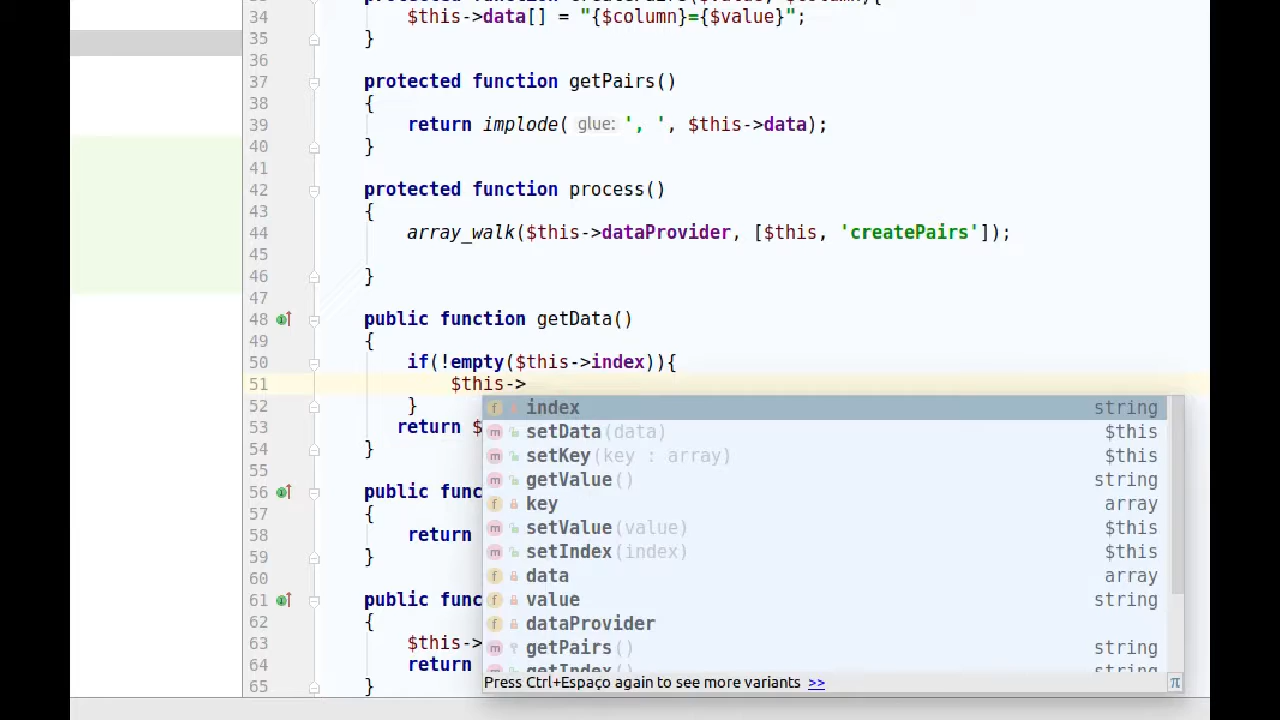 34 $this->data[] = "{$column}={$value}";
35 }
36
37 protected function getPairs()
38 {
39 return implode( glue: ', ', $this->data);
40 }
41
42 protected function process()
43 {
44 array_walk($this->dataProvider, [$this, 'createPairs']);
45
46 }
47
48 public function getData()
49 {
50 if(!empty($this->index)){
51 $this->
52 }
53 return $
54 }
55
56 public func
57 {
58 return
59 }
60
61 public func
62 {
63 $this->
64 return
65 }
f index string
m setData(data) $this
m setKey(key : array) $this
m getValue() string
f key array
m setValue(value) $this
m setIndex(index) $this
f data array
f value string
f dataProvider
m getPairs() string
m getIndex() string
Press Ctrl+Espaço again to see more variants >> π